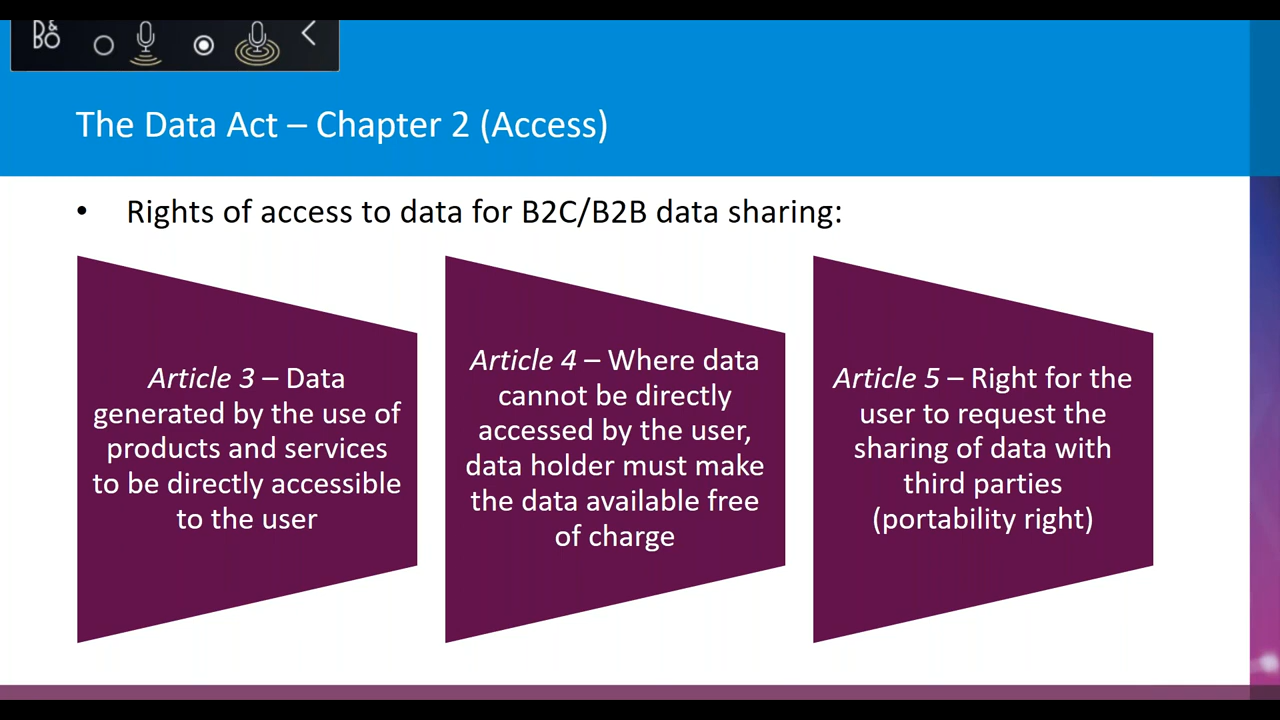 B&O
The Data Act – Chapter 2 (Access)
• Rights of access to data for B2C/B2B data sharing:
Article 3 – Data
generated by the use of
products and services
to be directly accessible
to the user
Article 4 – Where data
cannot be directly
accessed by the user,
data holder must make
the data available free
of charge
Article 5 – Right for the
user to request the
sharing of data with
third parties
(portability right)